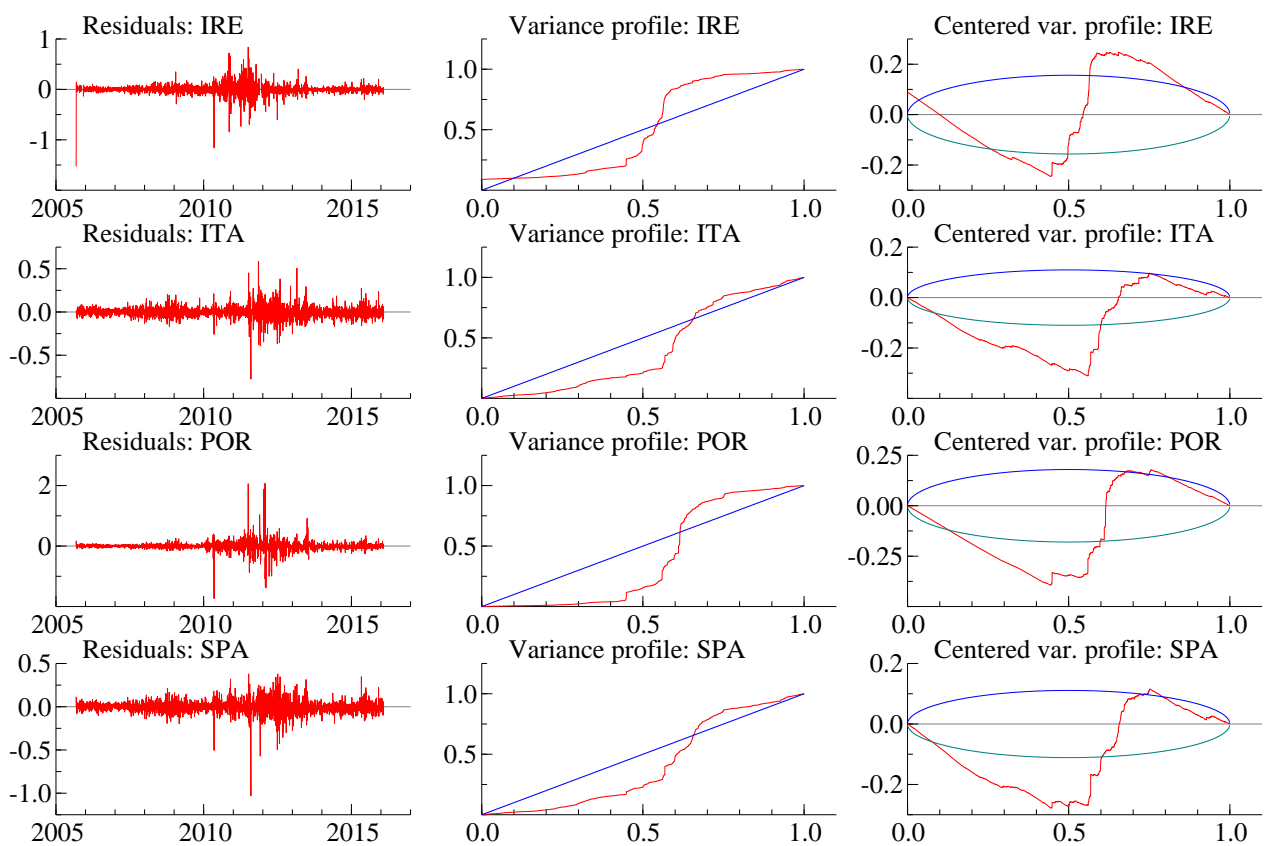 Residuals: IRE
Variance profile: IRE
Centered var. profile: IRE
1
0
-1
2005 2010 2015
1.0
0.5
0.0 0.5 1.0
0.2
0.0
-0.2
0.0 0.5 1.0
Residuals: ITA
Variance profile: ITA
Centered var. profile: ITA
0.5
0.0
-0.5
2005 2010 2015
1.0
0.5
0.0 0.5 1.0
0.2
0.0
-0.2
0.0 0.5 1.0
Residuals: POR
Variance profile: POR
Centered var. profile: POR
2
0
2005 2010 2015
1.0
0.5
0.0 0.5 1.0
0.25
0.00
-0.25
0.0 0.5 1.0
Residuals: SPA
Variance profile: SPA
Centered var. profile: SPA
0.5
0.0
-0.5
-1.0
2005 2010 2015
1.0
0.5
0.0 0.5 1.0
0.2
0.0
-0.2
0.0 0.5 1.0